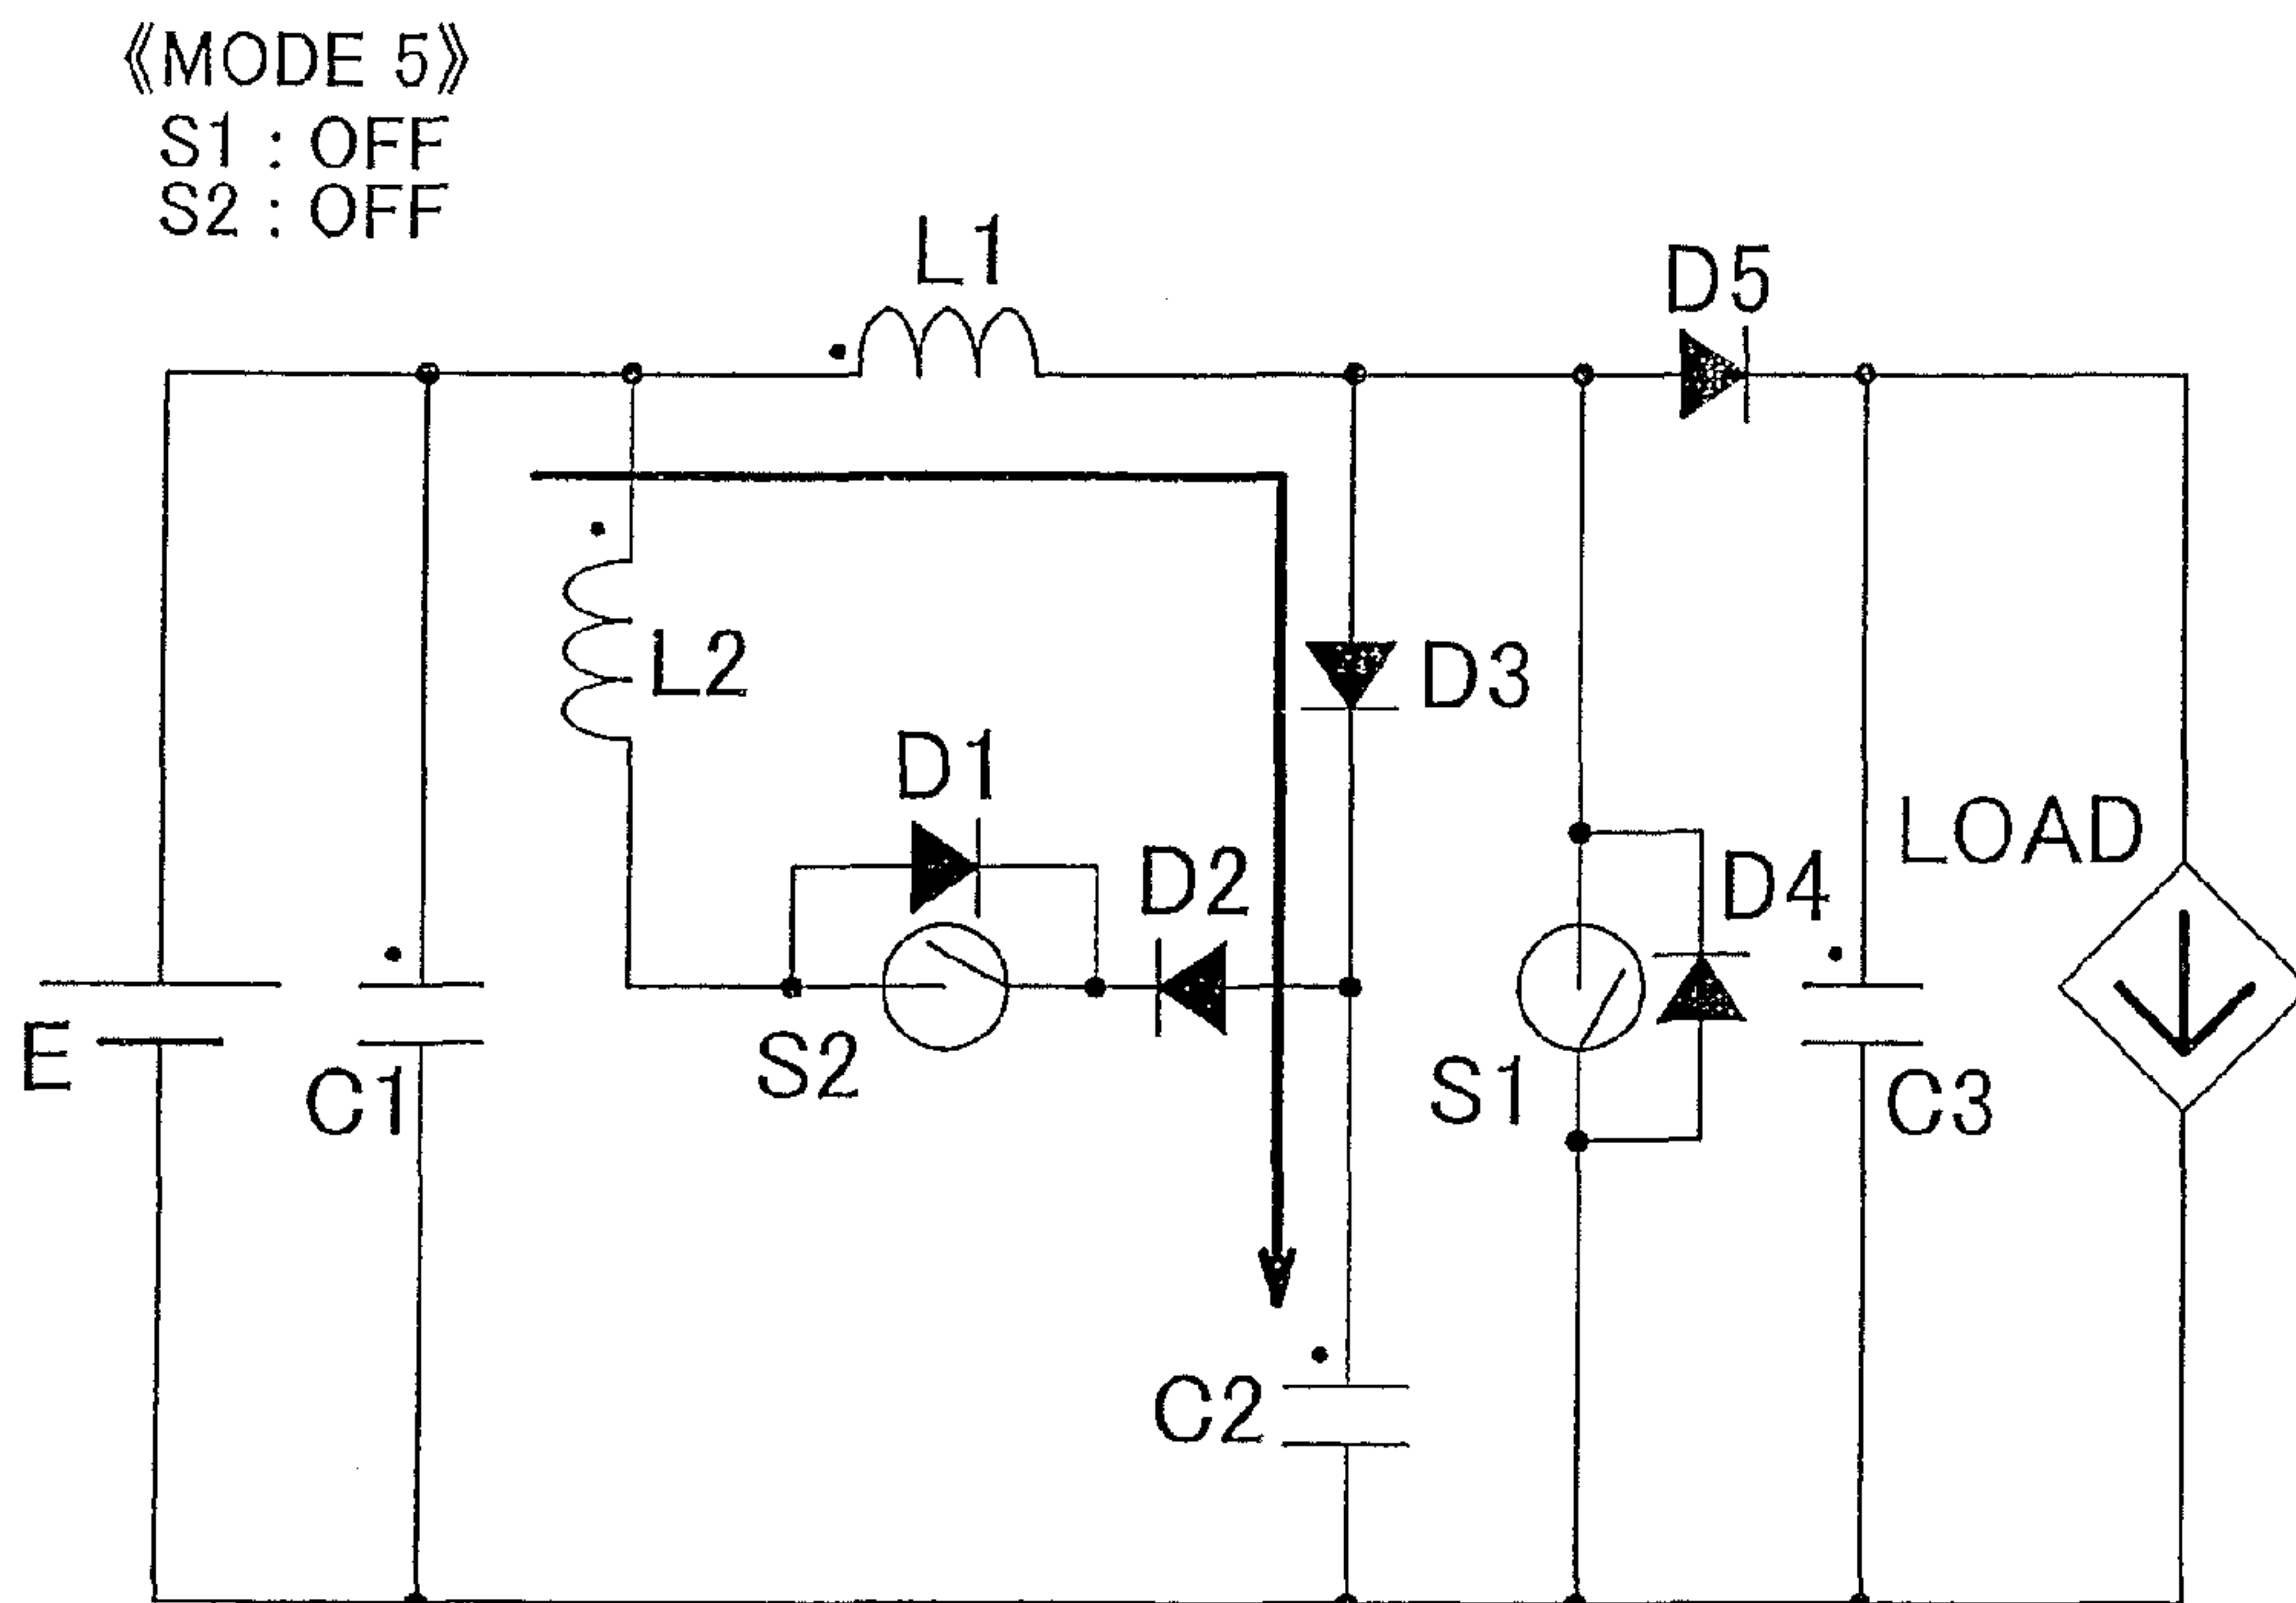 《MODE 5》
S1 : OFF
S2 : OFF
L1
D5
L2
D3
D1
D2
LOAD
D4
E
C1
S2
S1
C3
C2